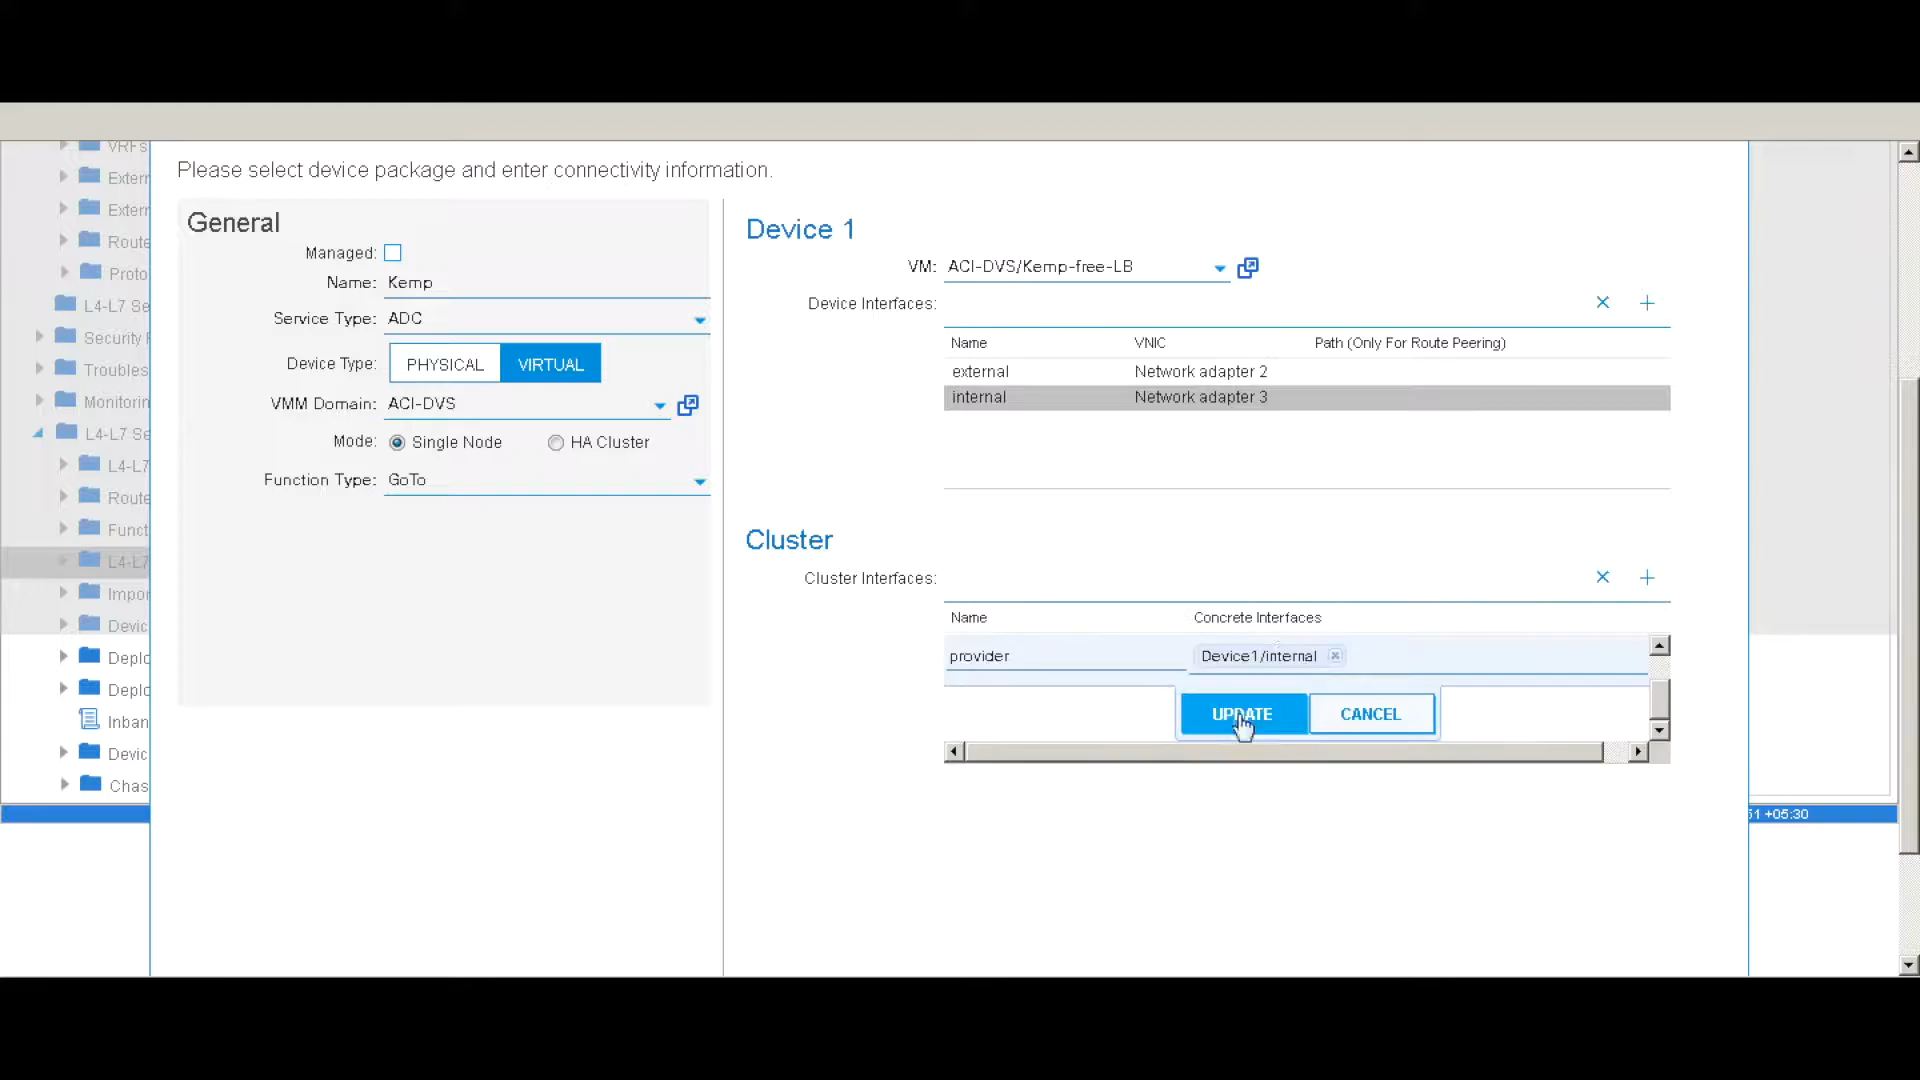 Please select device package and enter connectivity information.
General
Managed:
Name: Kemp
Service Type: ADC
Device Type: PHYSICAL VIRTUAL
VMM Domain: ACI-DVS
Mode: Single Node HA Cluster
Function Type: GoTo
Device 1
VM: ACI-DVS/Kemp-free-LB
Device Interfaces:
Name VNIC Path (Only For Route Peering)
external Network adapter 2
internal Network adapter 3
Cluster
Cluster Interfaces:
Name Concrete Interfaces
provider Device1/internal
UPDATE CANCEL
VRFs
Extern
Extern
Route
Proto
L4-L7 Se
Security
Troubles
Monitorin
L4-L7 Se
L4-L7
Route
Funct
L4-L7
Impor
Devic
Deplo
Deplo
Inban
Devic
Chas
51 +05:30